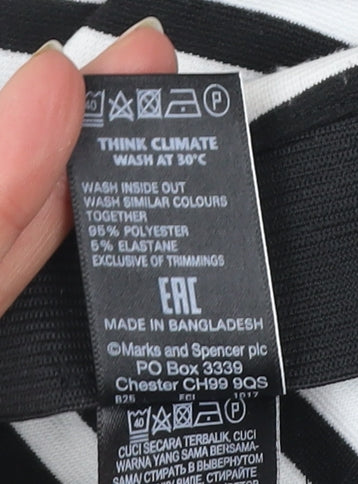 40 P
THINK CLIMATE
WASH AT 30°C
WASH INSIDE OUT
WASH SIMILAR COLOURS
TOGETHER
95% POLYESTER
5% ELASTANE
EXCLUSIVE OF TRIMMINGS
EAC
MADE IN BANGLADESH
©Marks and Spencer plc
PO Box 3339
Chester CH99 9QS
40 P
CUCI SECARA TERBALIK, CUCI
WARNA YANG SAMA BERSAMA-
SAMA/ СТИРАТЬ В ВЫВЕРНУТОМ